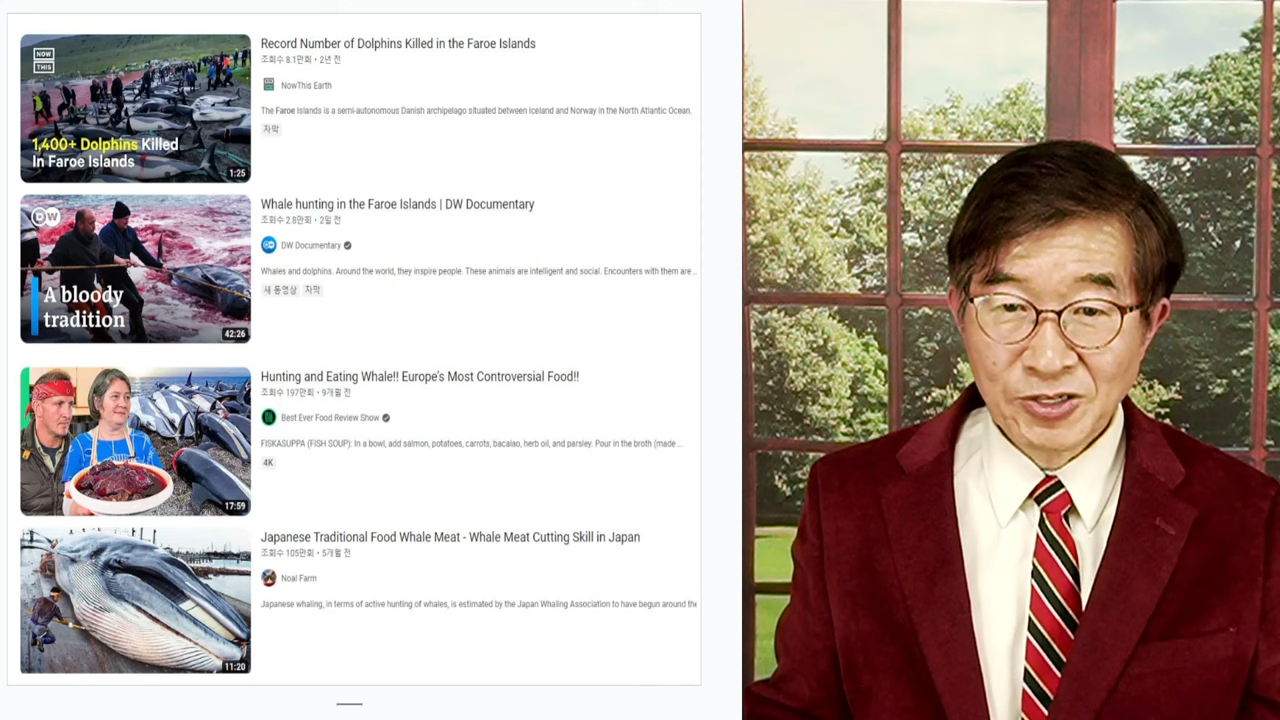 NOW
THIS
1,400+ Dolphins Killed
In Faroe Islands
1:25
Record Number of Dolphins Killed in the Faroe Islands
조회수 8.1만회 • 2년 전
NowThis Earth
The Faroe Islands is a semi-autonomous Danish archipelago situated between Iceland and Norway in the North Atlantic Ocean.
자막
DW
A bloody
tradition
42:26
Whale hunting in the Faroe Islands | DW Documentary
조회수 2.8만회 • 2일 전
DW Documentary
Whales and dolphins. Around the world, they inspire people. These animals are intelligent and social. Encounters with them are ...
새 동영상 자막
17:59
Hunting and Eating Whale!! Europe's Most Controversial Food!!
조회수 197만회 • 9개월 전
Best Ever Food Review Show
FISKASUPPA (FISH SOUP): In a bowl, add salmon, potatoes, carrots, bacalao, herb oil, and parsley. Pour in the broth (made ...
4K
11:20
Japanese Traditional Food Whale Meat - Whale Meat Cutting Skill in Japan
조회수 105만회 • 5개월 전
Noal Farm
Japanese whaling, in terms of active hunting of whales, is estimated by the Japan Whaling Association to have begun around the